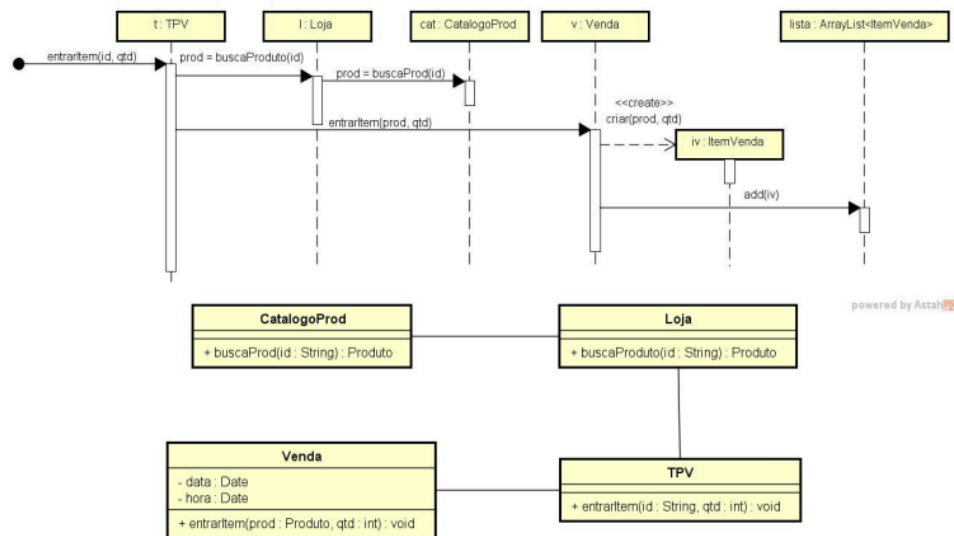 t : TPV
l : Loja
cat : CatalogoProd
v : Venda
lista : ArrayList<ItemVenda>
entrarItem(id, qtd)
prod = buscaProduto(id)
prod = buscaProd(id)
<<create>>
criar(prod, qtd)
entrarItem(prod, qtd)
iv : ItemVenda
add(iv)
powered by Astah
CatalogoProd
+ buscaProd(id : String) : Produto
Loja
+ buscaProduto(id : String) : Produto
Venda
- data : Date
- hora : Date
+ entrarItem(prod : Produto, qtd : int) : void
TPV
+ entrarItem(id : String, qtd : int) : void